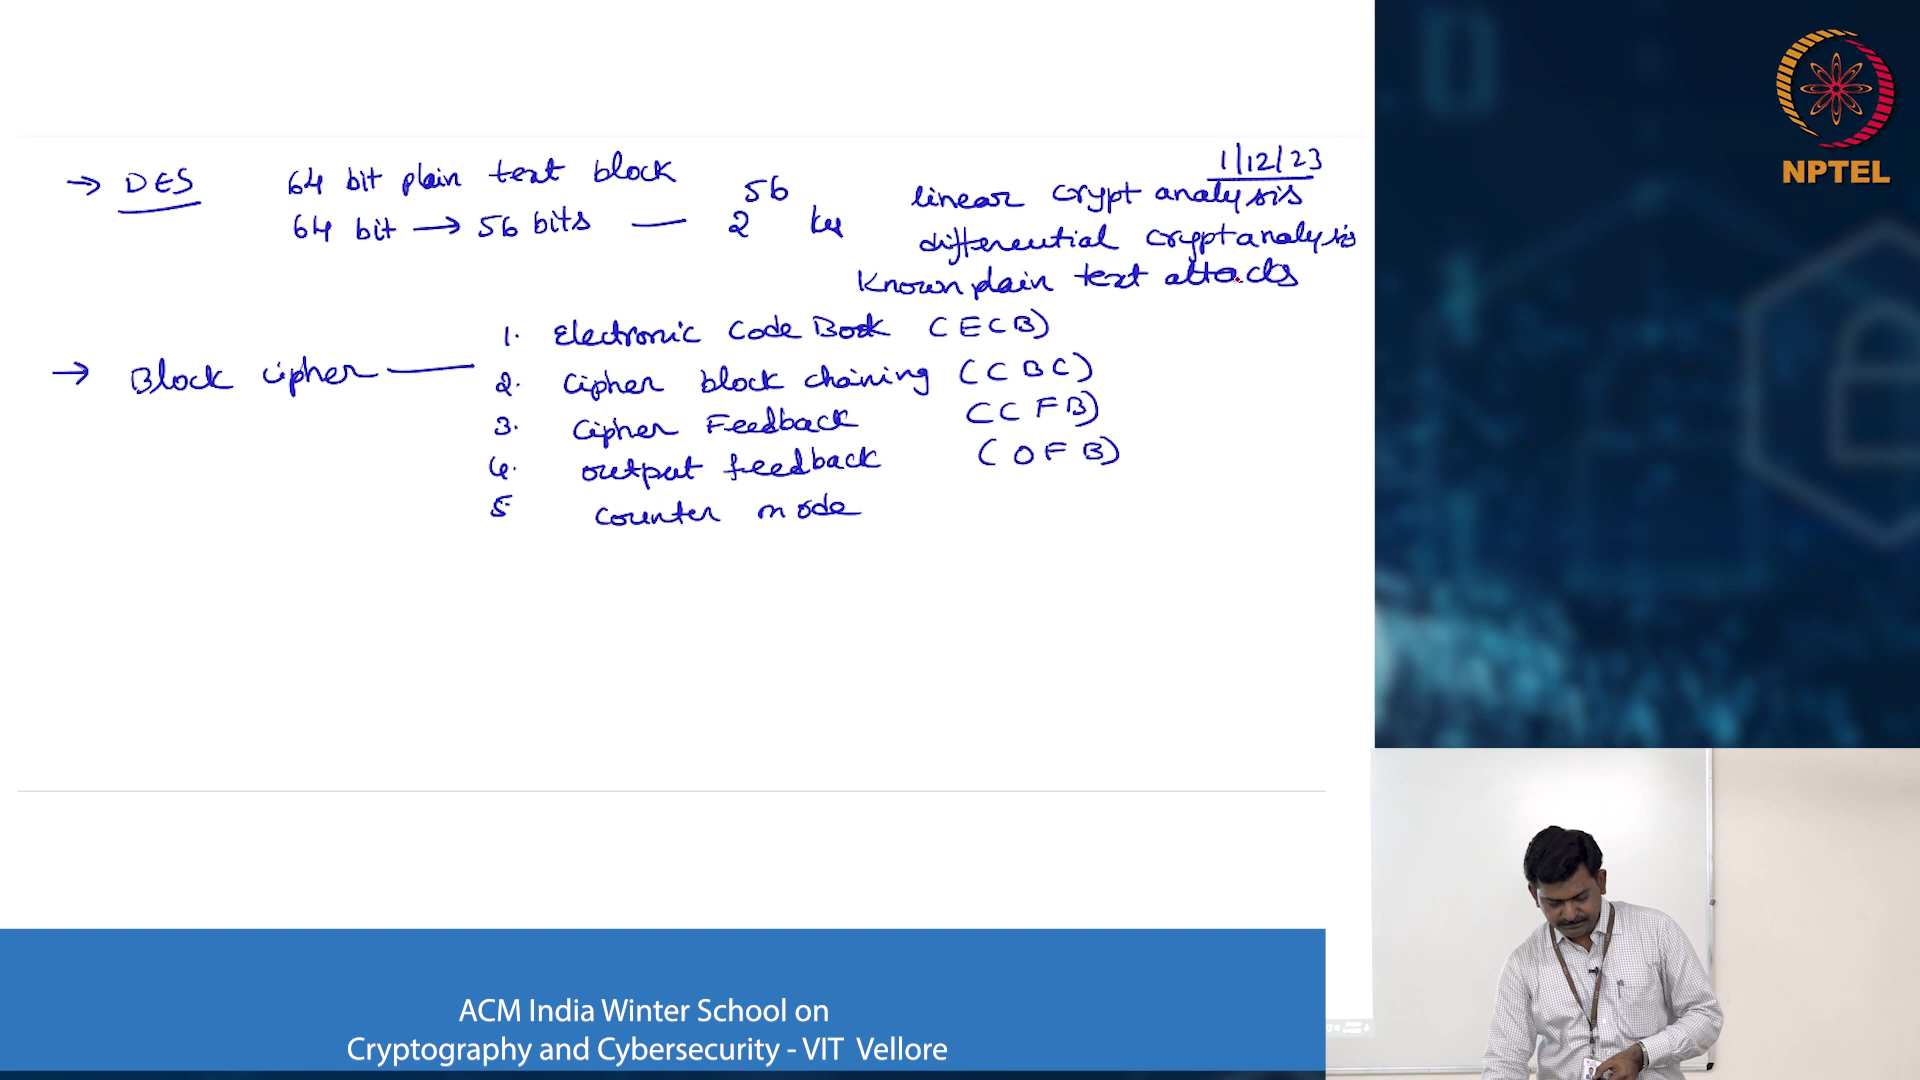 1/12/23
→ DES 64 bit plain text block
64 bit → 56 bits — 2^56 key
linear crypt analysis
differential cryptanalysis
Known plain text attacks
→ Block cipher —
1. Electronic Code Book (ECB)
2. Cipher block chaining (CBC)
3. Cipher Feedback (CFB)
4. output feedback (OFB)
5 counter mode
NPTEL
ACM India Winter School on
Cryptography and Cybersecurity - VIT Vellore